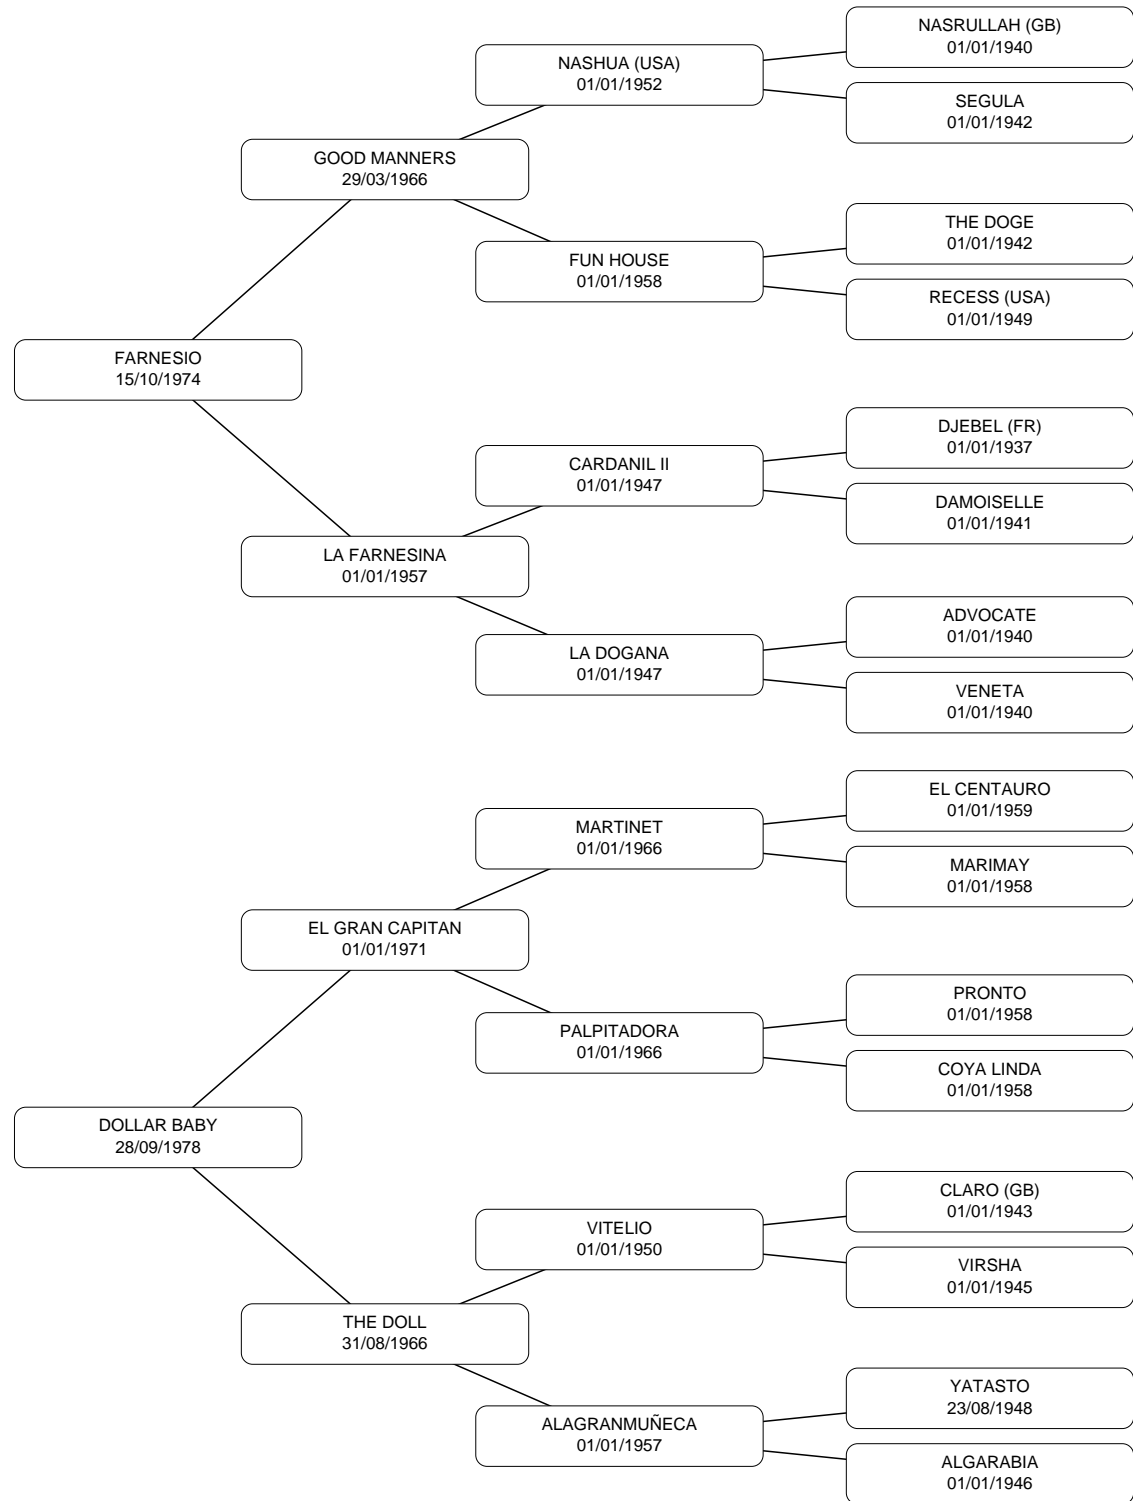 NASRULLAH (GB)
01/01/1940
NASHUA (USA)
01/01/1952
SEGULA
01/01/1942
GOOD MANNERS
29/03/1966
THE DOGE
01/01/1942
FUN HOUSE
01/01/1958
RECESS (USA)
01/01/1949
FARNESIO
15/10/1974
DJEBEL (FR)
01/01/1937
CARDANIL II
01/01/1947
DAMOISELLE
01/01/1941
LA FARNESINA
01/01/1957
ADVOCATE
01/01/1940
LA DOGANA
01/01/1947
VENETA
01/01/1940
EL CENTAURO
01/01/1959
MARTINET
01/01/1966
MARIMAY
01/01/1958
EL GRAN CAPITAN
01/01/1971
PRONTO
01/01/1958
PALPITADORA
01/01/1966
COYA LINDA
01/01/1958
DOLLAR BABY
28/09/1978
CLARO (GB)
01/01/1943
VITELIO
01/01/1950
VIRSHA
01/01/1945
THE DOLL
31/08/1966
YATASTO
23/08/1948
ALAGRANMUÑECA
01/01/1957
ALGARABIA
01/01/1946